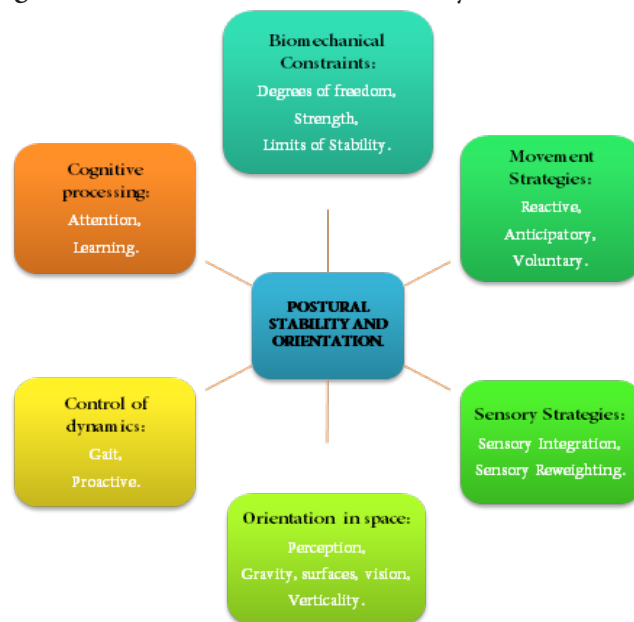 Biomechanical
Constraints:
Degrees of freedom,
Strength,
Limits of Stability.
Movement
Strategies:
Reactive,
Anticipatory,
Voluntary.
Sensory Strategies:
Sensory Integration,
Sensory Reweighting.
Orientation in space:
Perception,
Gravity, surfaces, vision,
Verticality.
Control of
dynamics:
Gait,
Proactive.
Cognitive
processing:
Attention,
Learning.
POSTURAL
STABILITY AND
ORIENTATION.